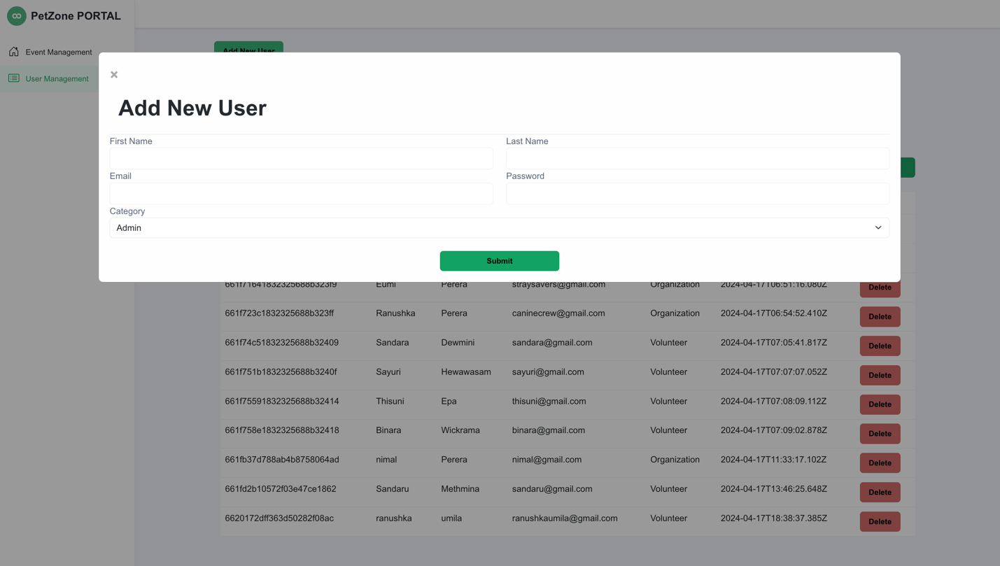 PetZone PORTAL
Event Management
User Management
Add New User
×
Add New User
First Name
Last Name
Email
Password
Category
Admin
Submit
661f71641832325688b323f9 Eumi Perera straysavers@gmail.com Organization 2024-04-17T06:51:16.080Z Delete
661f723c1832325688b323ff Ranushka Perera caninecrew@gmail.com Organization 2024-04-17T06:54:52.410Z Delete
661f74c51832325688b32409 Sandara Dewmini sandara@gmail.com Volunteer 2024-04-17T07:05:41.817Z Delete
661f751b1832325688b3240f Sayuri Hewawasam sayuri@gmail.com Volunteer 2024-04-17T07:07:07.052Z Delete
661f75591832325688b32414 Thisuni Epa thisuni@gmail.com Volunteer 2024-04-17T07:08:09.112Z Delete
661f758e1832325688b32418 Binara Wickrama binara@gmail.com Volunteer 2024-04-17T07:09:02.878Z Delete
661fb37d788ab4b8758064ad nimal Perera nimal@gmail.com Organization 2024-04-17T11:33:17.102Z Delete
661fd2b10572f03e47ce1862 Sandaru Methmina sandaru@gmail.com Volunteer 2024-04-17T13:46:25.648Z Delete
6620172dff363d50282f08ac ranushka umila ranushkaumila@gmail.com Volunteer 2024-04-17T18:38:37.385Z Delete